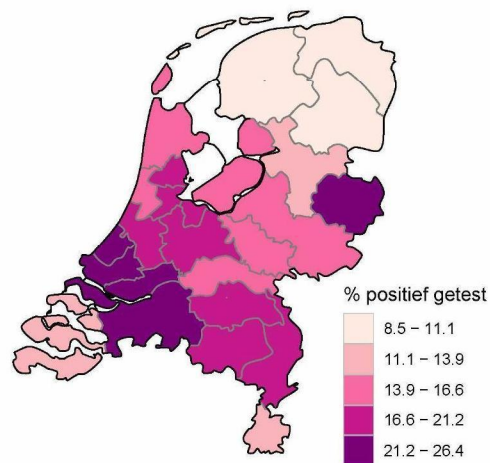 % positief getest
8.5 – 11.1
11.1 – 13.9
13.9 – 16.6
16.6 – 21.2
21.2 – 26.4